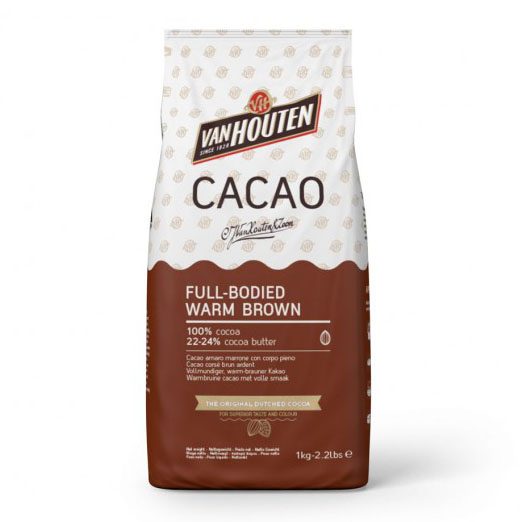 VH
VAN HOUTEN
SINCE 1828
CACAO
FULL-BODIED
WARM BROWN
100% cocoa
22-24% cocoa butter
Cacao amaro marrone con corpo pieno
Cacao corsé brun ardent
Vollmundiger, warm-brauner Kakao
Warmbruine cacao met volle smaak
THE ORIGINAL DUTCHED COCOA
FOR SUPERIOR TASTE AND COLOUR
1kg-2.2lbs e